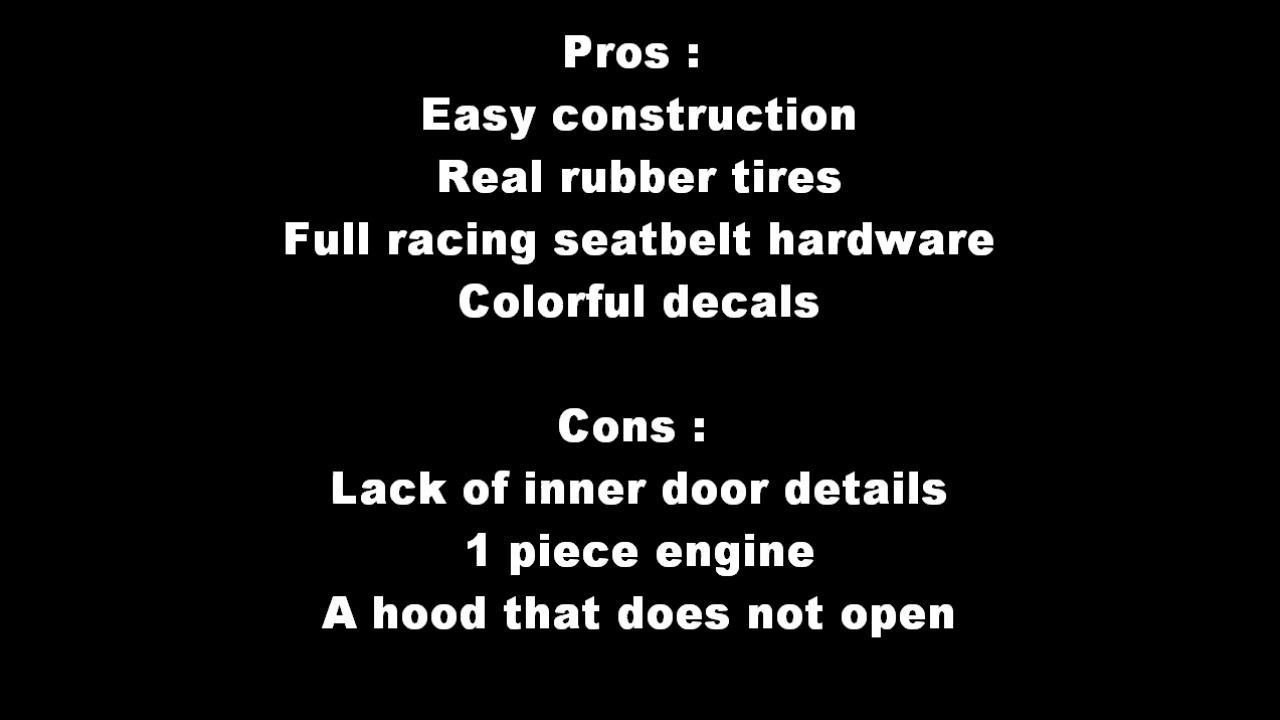 Pros :
Easy construction
Real rubber tires
Full racing seatbelt hardware
Colorful decals
Cons :
Lack of inner door details
1 piece engine
A hood that does not open